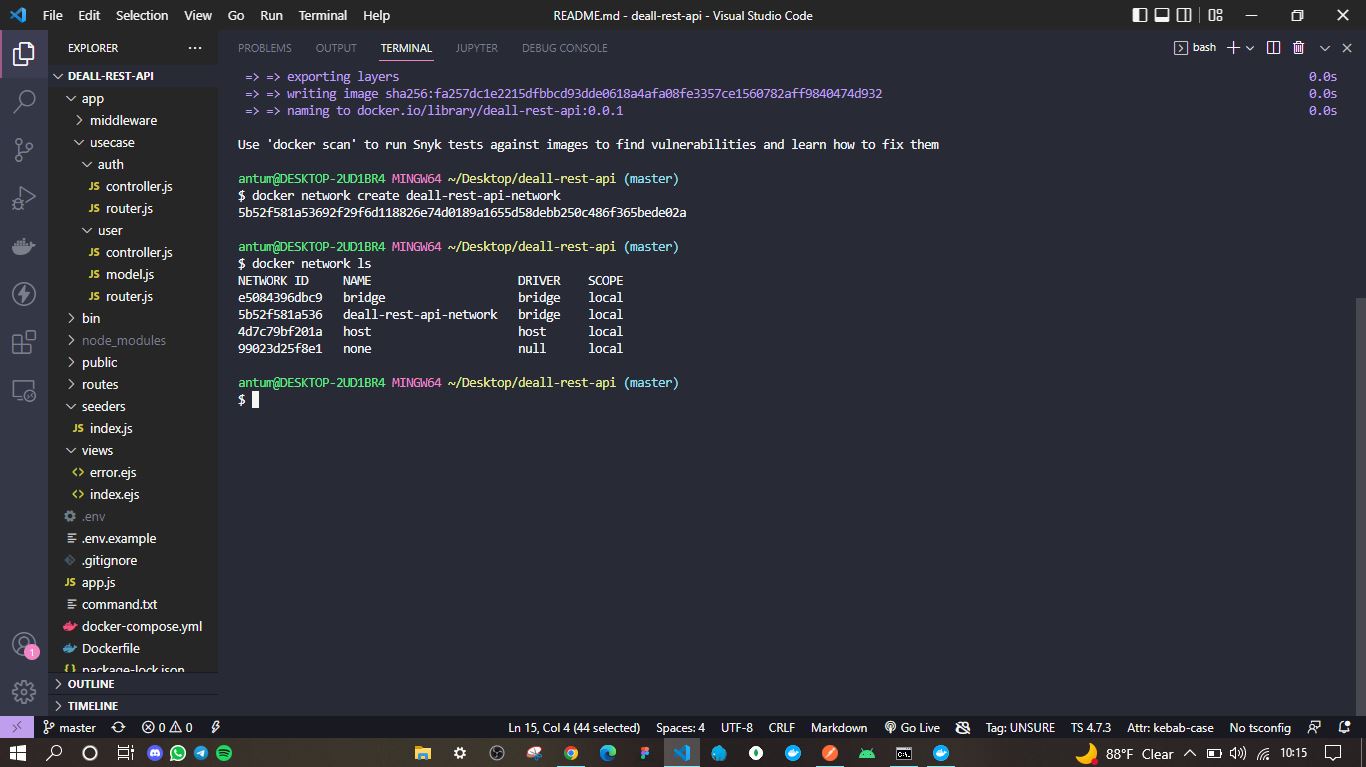 File Edit Selection View Go Run Terminal Help README.md - deall-rest-api - Visual Studio Code
EXPLORER ···
DEALL-REST-API
app
middleware
usecase
auth
JS controller.js
JS router.js
user
JS controller.js
JS model.js
JS router.js
bin
node_modules
public
routes
seeders
JS index.js
views
<> error.ejs
<> index.ejs
.env
.env.example
.gitignore
JS app.js
command.txt
docker-compose.yml
Dockerfile
{} package-lock.json
OUTLINE
TIMELINE
PROBLEMS OUTPUT TERMINAL JUPYTER DEBUG CONSOLE bash
=> => exporting layers 0.0s
=> => writing image sha256:fa257dc1e2215dfbbcd93dde0618a4afa08fe3357ce1560782aff9840474d932 0.0s
=> => naming to docker.io/library/deall-rest-api:0.0.1 0.0s
Use 'docker scan' to run Snyk tests against images to find vulnerabilities and learn how to fix them
antum@DESKTOP-2UD1BR4 MINGW64 ~/Desktop/deall-rest-api (master)
$ docker network create deall-rest-api-network
5b52f581a53692f29f6d118826e74d0189a1655d58debb250c486f365bede02a
antum@DESKTOP-2UD1BR4 MINGW64 ~/Desktop/deall-rest-api (master)
$ docker network ls
NETWORK ID NAME DRIVER SCOPE
e5084396dbc9 bridge bridge local
5b52f581a536 deall-rest-api-network bridge local
4d7c79bf201a host host local
99023d25f8e1 none null local
antum@DESKTOP-2UD1BR4 MINGW64 ~/Desktop/deall-rest-api (master)
$
1
master 0 0 Ln 15, Col 4 (44 selected) Spaces: 4 UTF-8 CRLF Markdown Go Live Tag: UNSURE TS 4.7.3 Attr: kebab-case No tsconfig
88°F Clear 10:15